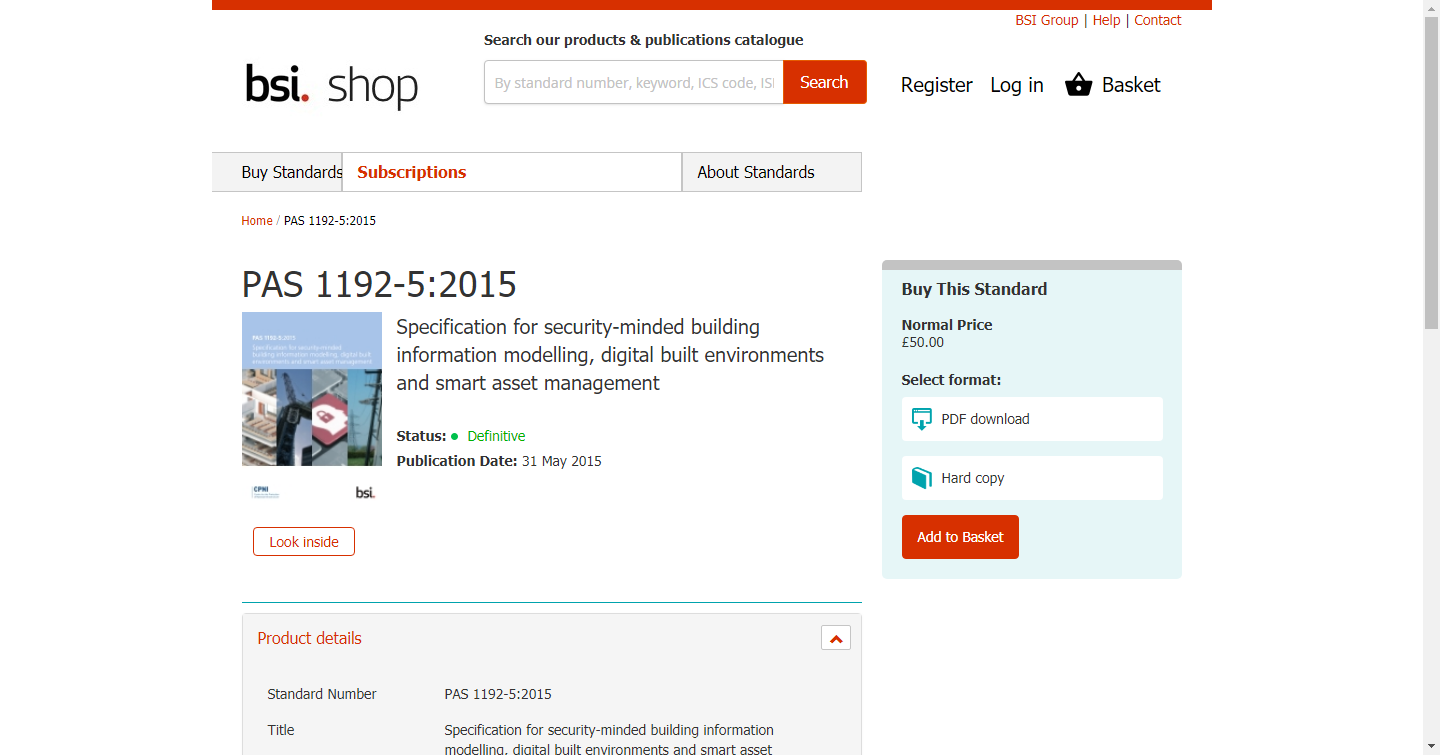 BSI Group | Help | Contact
Search our products & publications catalogue
bsi. shop
By standard number, keyword, ICS code, ISI
Search
Register Log in Basket
Buy Standards Subscriptions About Standards
Home / PAS 1192-5:2015
PAS 1192-5:2015
PAS 1192-5:2015
Specification for security-minded
building information modelling, digital built
environments and smart asset management
CPNI
bsi.
Look inside
Specification for security-minded building
information modelling, digital built environments
and smart asset management
Status: Definitive
Publication Date: 31 May 2015
Buy This Standard
Normal Price
£50.00
Select format:
PDF download
Hard copy
Add to Basket
Product details
Standard Number PAS 1192-5:2015
Title Specification for security-minded building information
modelling, digital built environments and smart asset